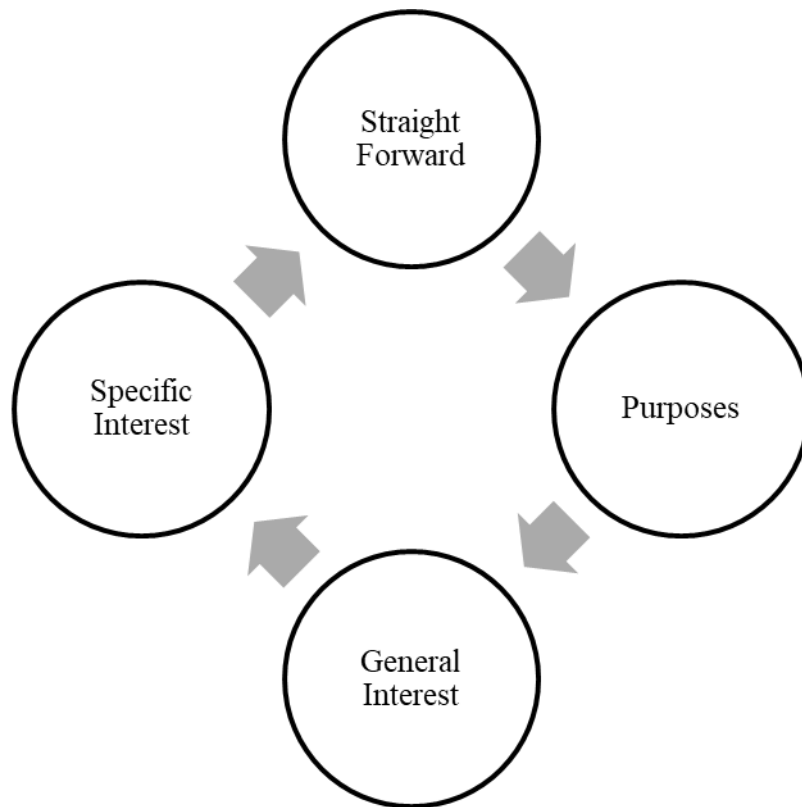 Straight
Forward
Specific
Interest
Purposes
General
Interest